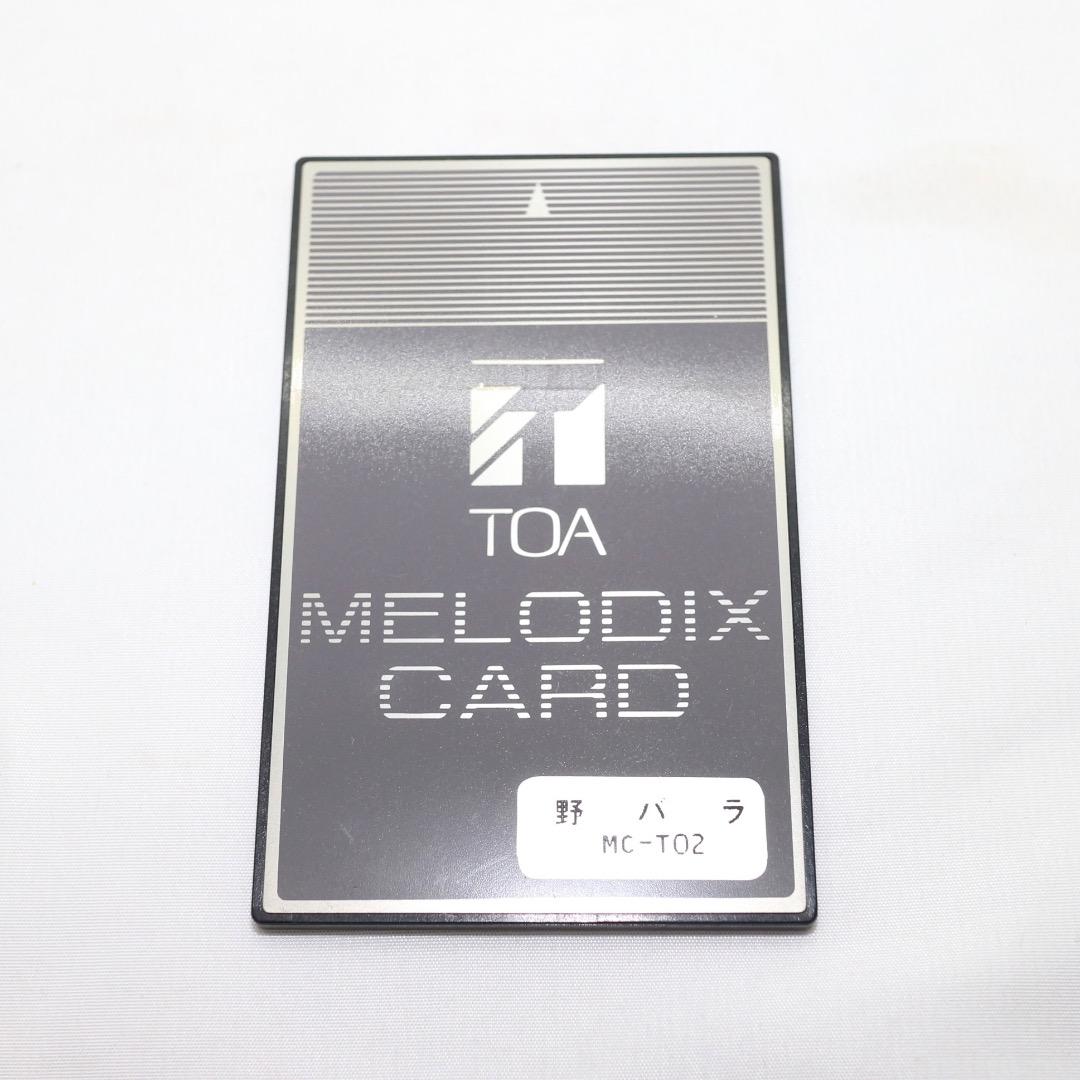 TOA
MELODIX
CARD
野バラ
MC-T02